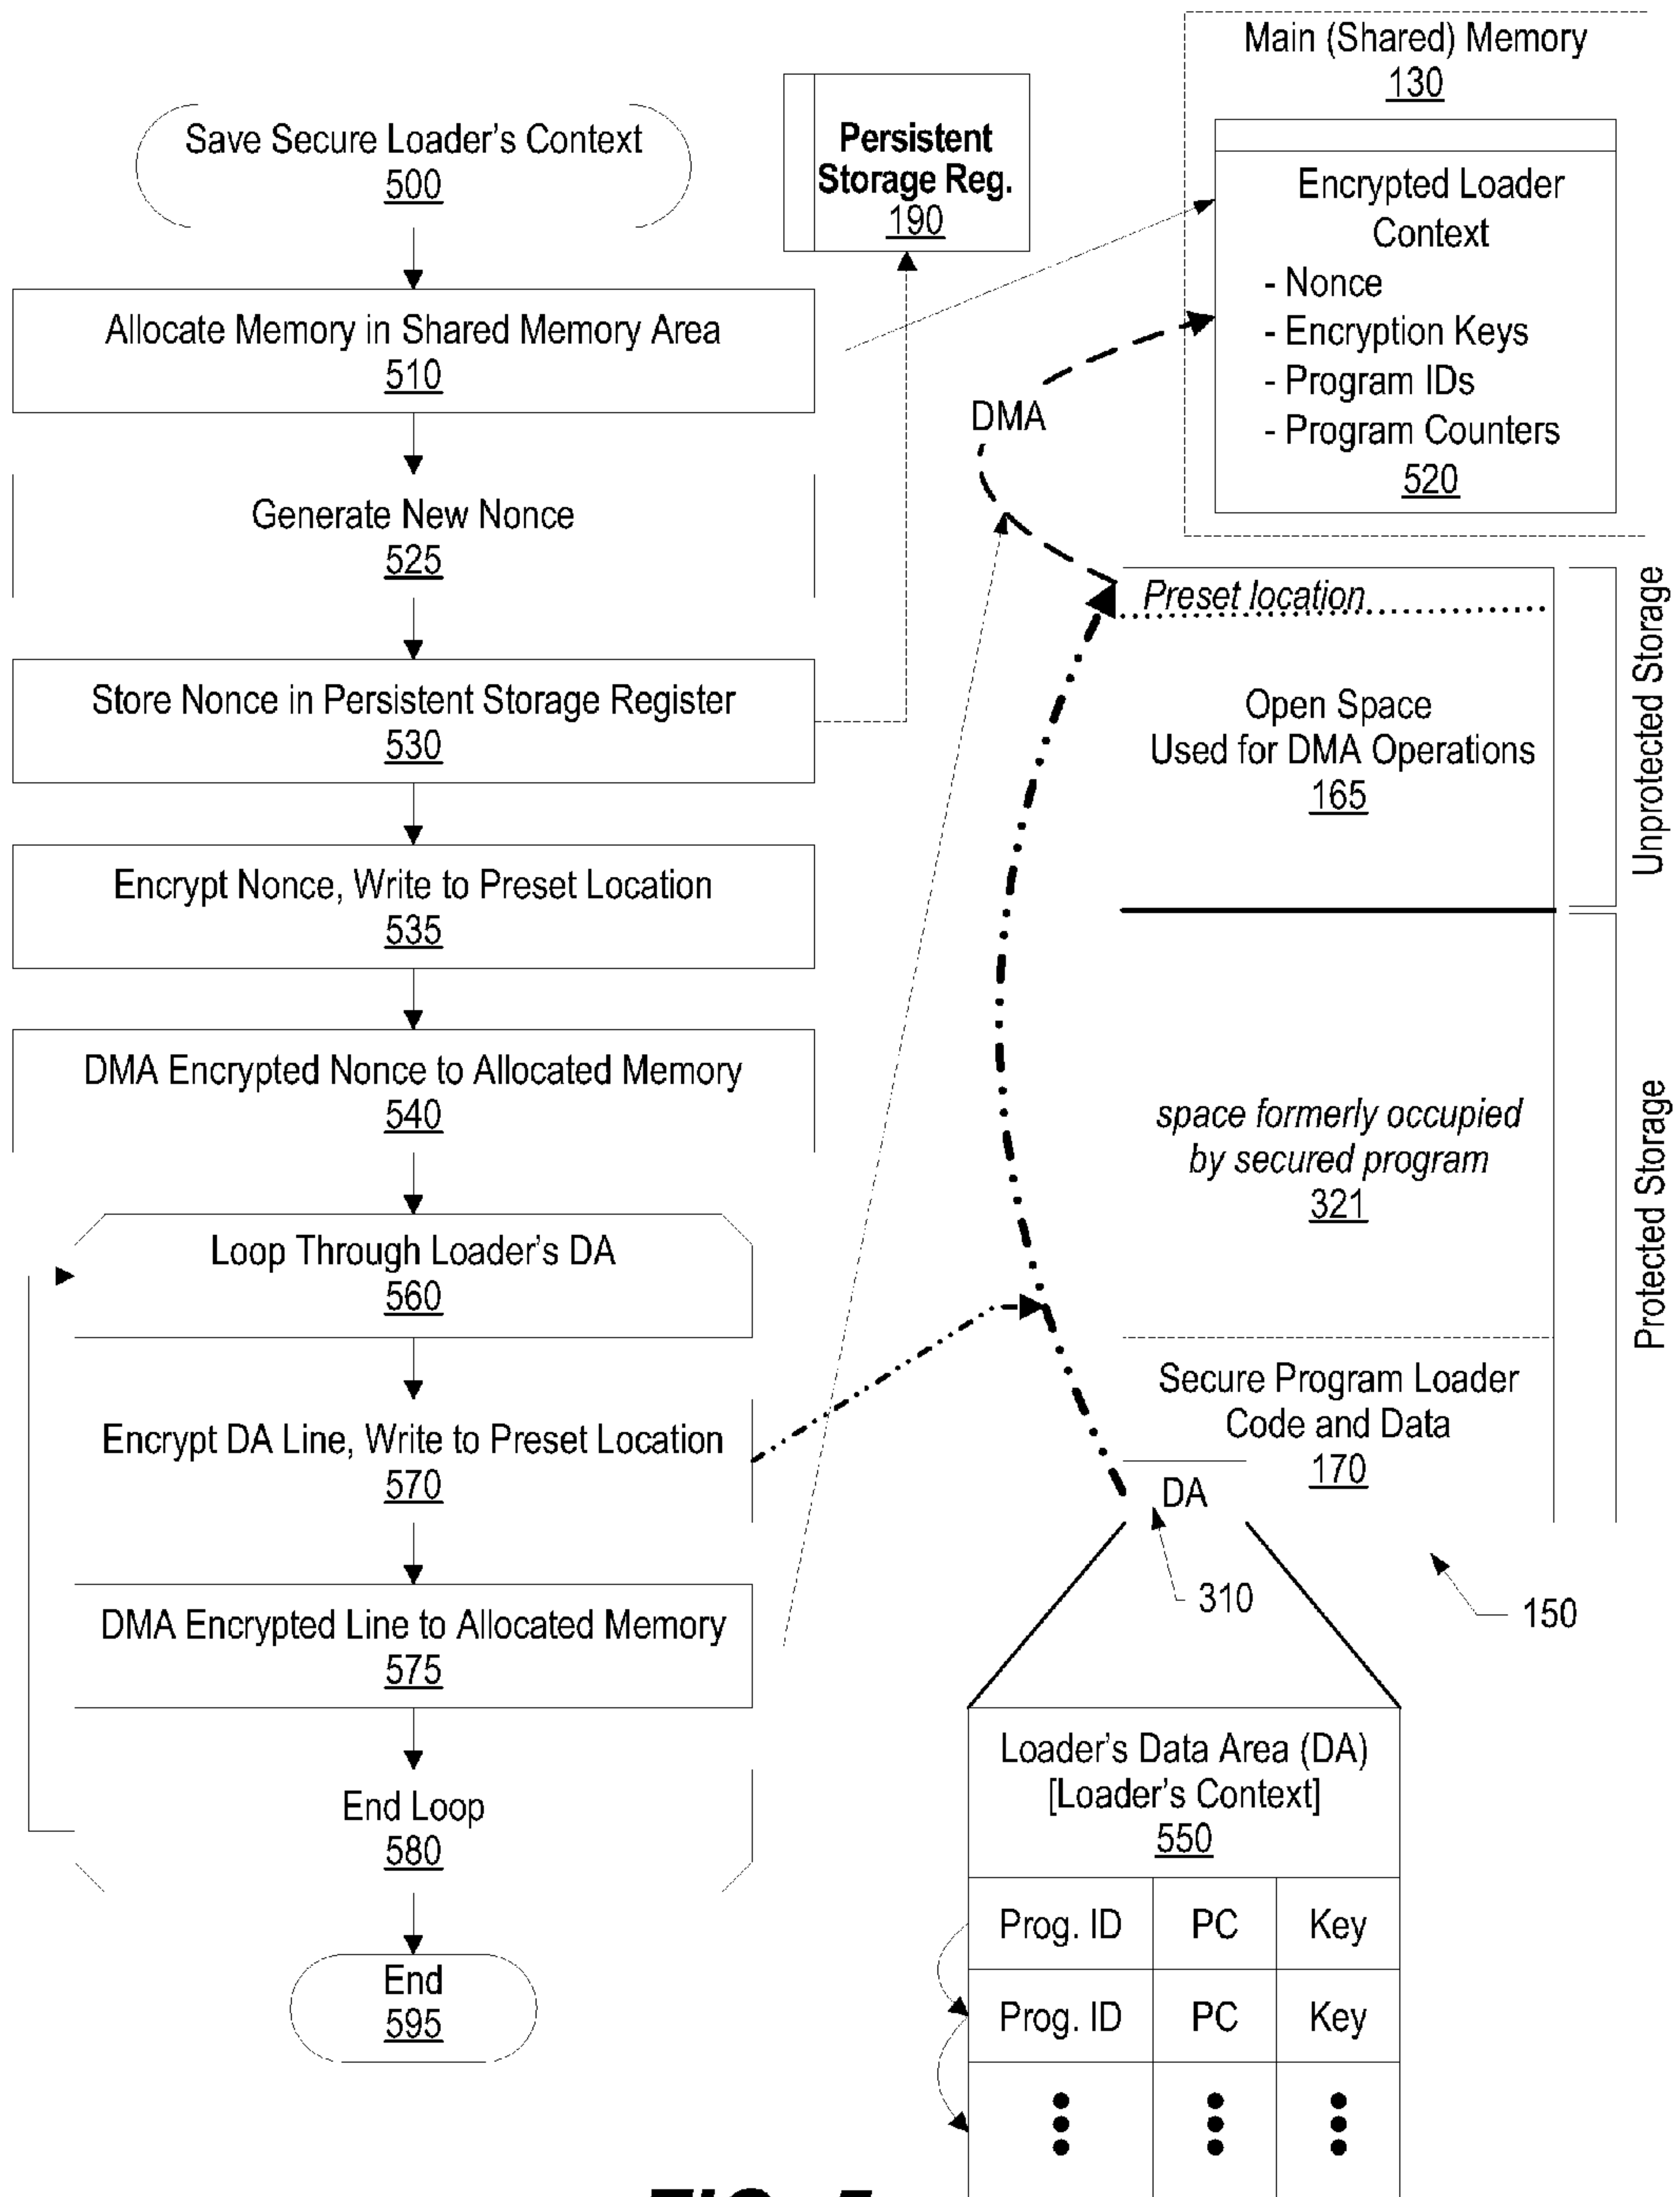 Save Secure Loader's Context
500
Allocate Memory in Shared Memory Area
510
Generate New Nonce
525
Store Nonce in Persistent Storage Register
530
Encrypt Nonce, Write to Preset Location
535
DMA Encrypted Nonce to Allocated Memory
540
Loop Through Loader's DA
560
Encrypt DA Line, Write to Preset Location
570
DMA Encrypted Line to Allocated Memory
575
End Loop
580
End
595
Persistent
Storage Reg.
190
Main (Shared) Memory
130
Encrypted Loader
Context
- Nonce
- Encryption Keys
- Program IDs
- Program Counters
520
DMA
Preset location
Open Space
Used for DMA Operations
165
Unprotected Storage
space formerly occupied
by secured program
321
Protected Storage
Secure Program Loader
Code and Data
170
DA
310
150
Loader's Data Area (DA)
[Loader's Context]
550
Prog. ID PC Key
Prog. ID PC Key